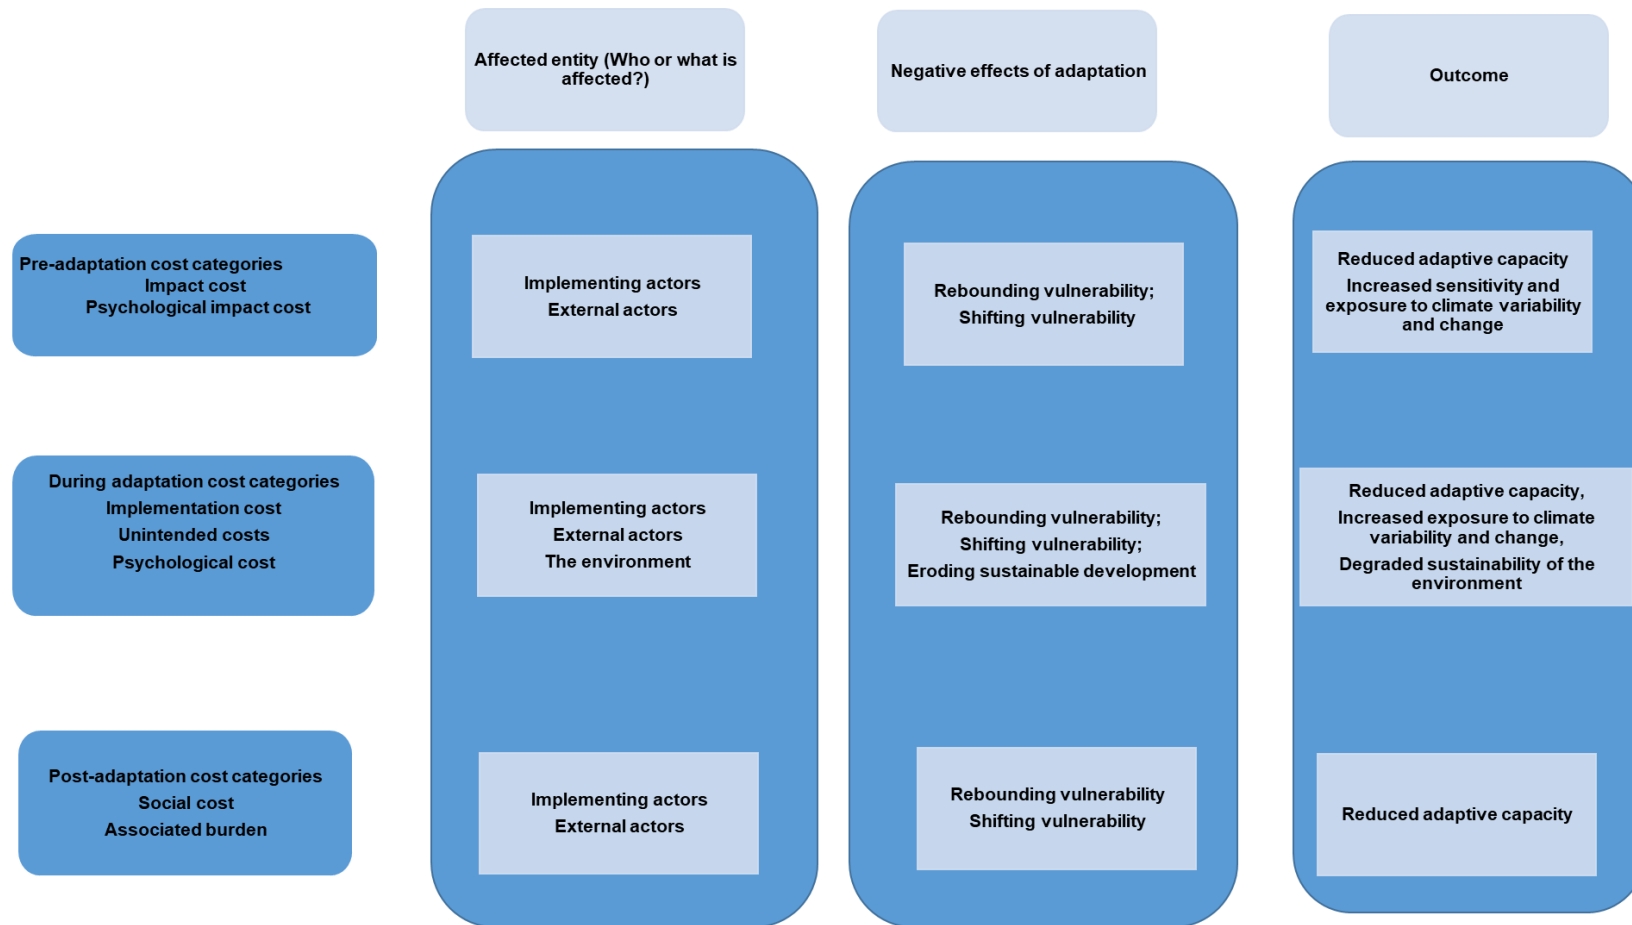 Affected entity (Who or what is
affected?)
Negative effects of adaptation
Outcome
Pre-adaptation cost categories
Impact cost
Psychological impact cost
Implementing actors
External actors
Rebounding vulnerability;
Shifting vulnerability
Reduced adaptive capacity
Increased sensitivity and
exposure to climate variability
and change
During adaptation cost categories
Implementation cost
Unintended costs
Psychological cost
Implementing actors
External actors
The environment
Rebounding vulnerability;
Shifting vulnerability;
Eroding sustainable development
Reduced adaptive capacity,
Increased exposure to climate
variability and change,
Degraded sustainability of the
environment
Post-adaptation cost categories
Social cost
Associated burden
Implementing actors
External actors
Rebounding vulnerability
Shifting vulnerability
Reduced adaptive capacity